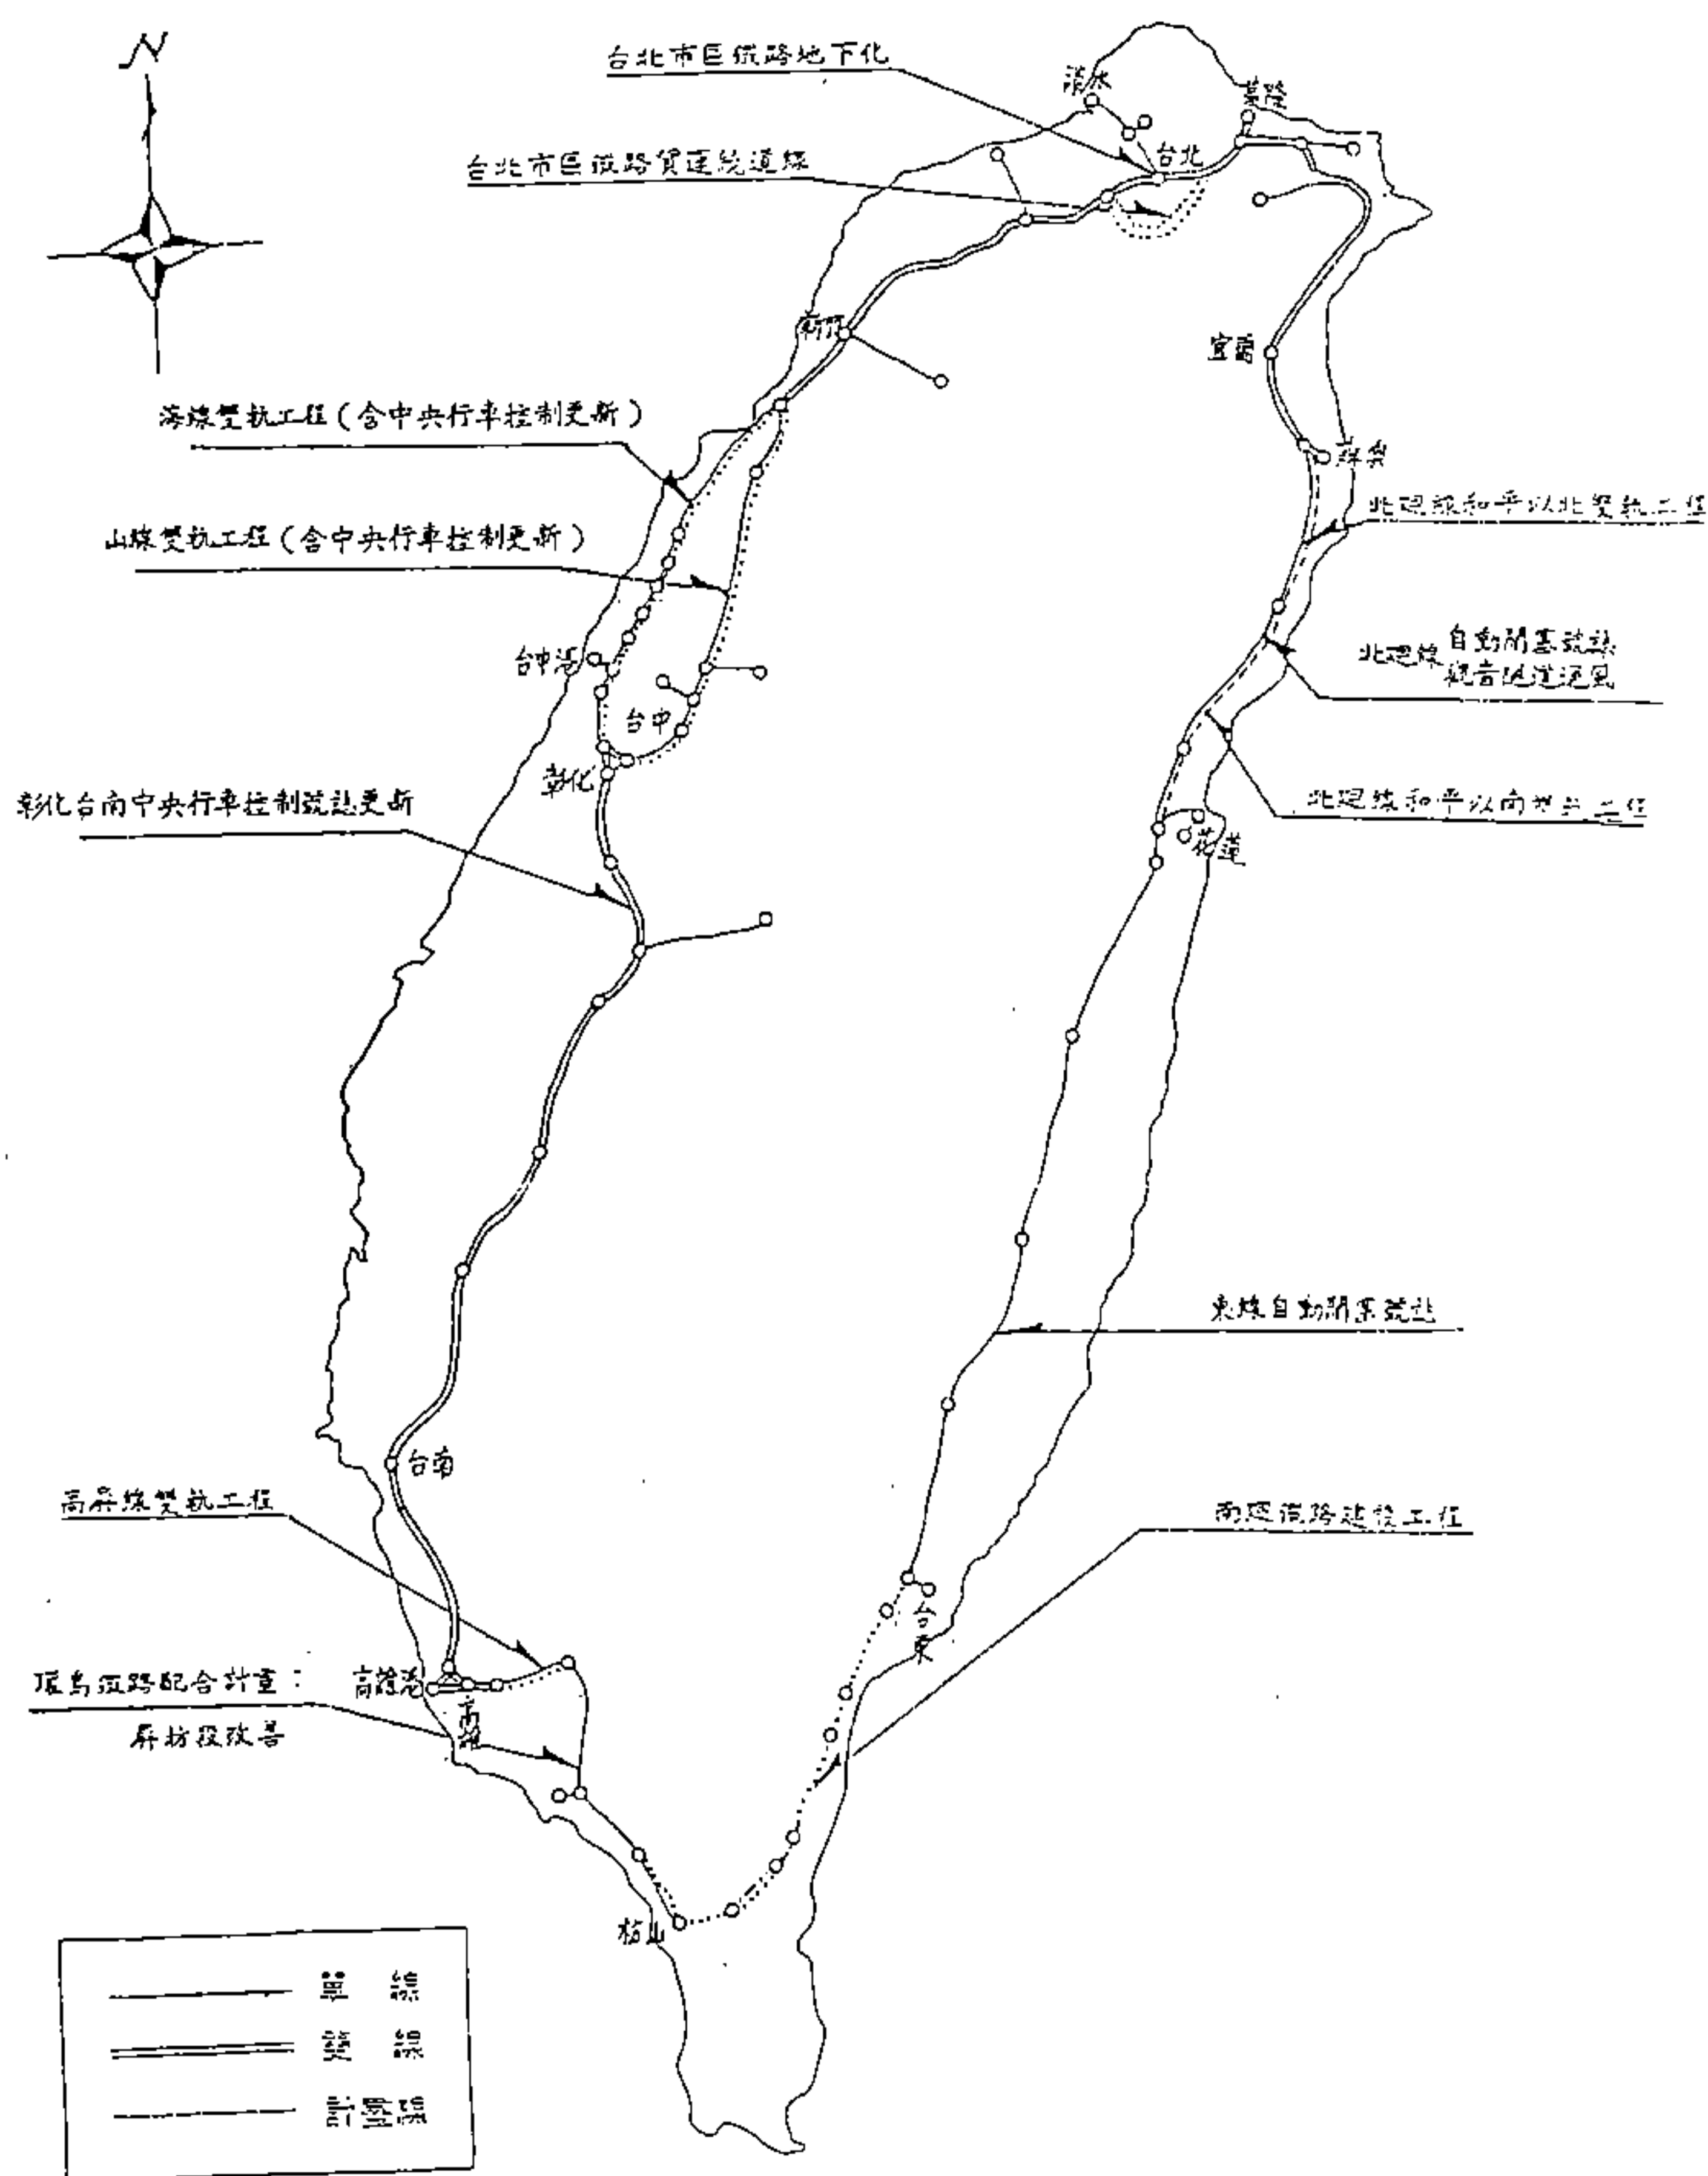 N
台北市區鐵路地下化
淡水
基隆
台北市區鐵路貨運繞道線
台北
新竹
宜蘭
海線雙軌工程(含中央行車控制更新)
蘇澳
北迴線和平以北雙軌工程
山線雙軌工程(含中央行車控制更新)
台中港
北迴線 自動閉塞號誌
觀音隧道通風
台中
彰化
彰化台南中央行車控制號誌更新
北迴線和平以南雙軌工程
花蓮
東線自動閉塞號誌
台南
高屏線雙軌工程
南迴鐵路建設工程
台東
環島鐵路配合計畫:
屏枋段改善
高雄港
高雄
枋山
單 線
雙 線
計畫線